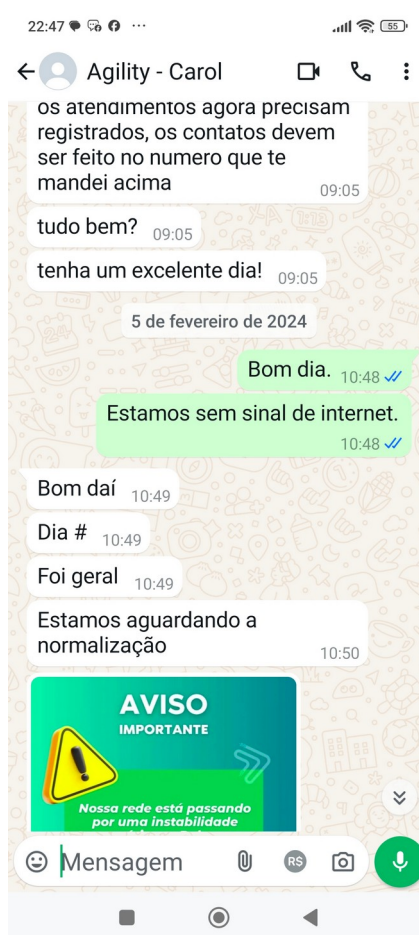 22:47
55
Agility - Carol
os atendimentos agora precisam
registrados, os contatos devem
ser feito no numero que te
mandei acima
09:05
tudo bem? 09:05
tenha um excelente dia! 09:05
5 de fevereiro de 2024
Bom dia. 10:48
Estamos sem sinal de internet.
10:48
Bom daí 10:49
Dia # 10:49
Foi geral 10:49
Estamos aguardando a
normalização
10:50
AVISO
IMPORTANTE
Nossa rede está passando
por uma instabilidade
Mensagem R$